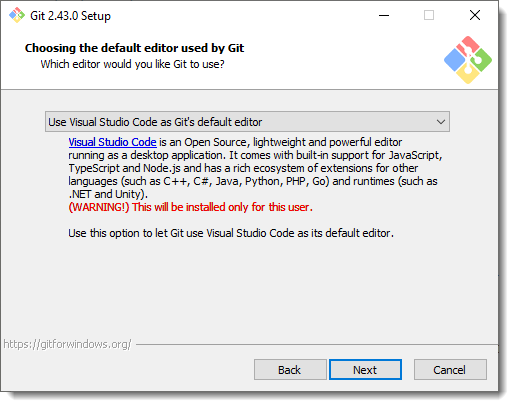 Git 2.43.0 Setup
Choosing the default editor used by Git
Which editor would you like Git to use?
Use Visual Studio Code as Git's default editor
Visual Studio Code is an Open Source, lightweight and powerful editor
running as a desktop application. It comes with built-in support for JavaScript,
TypeScript and Node.js and has a rich ecosystem of extensions for other
languages (such as C++, C#, Java, Python, PHP, Go) and runtimes (such as
.NET and Unity).
(WARNING!) This will be installed only for this user.
Use this option to let Git use Visual Studio Code as its default editor.
https://gitforwindows.org/
Back Next Cancel